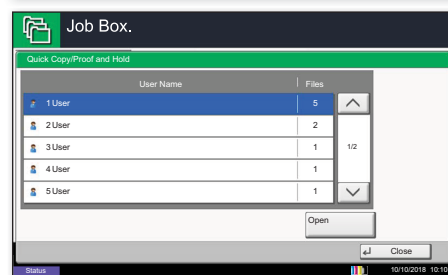 Job Box.
Quick Copy/Proof and Hold
User Name Files
1 User 5
2 User 2
3 User 1
4 User 1
5 User 1
1/2
Open
Close
Status 10/10/2018 10:10